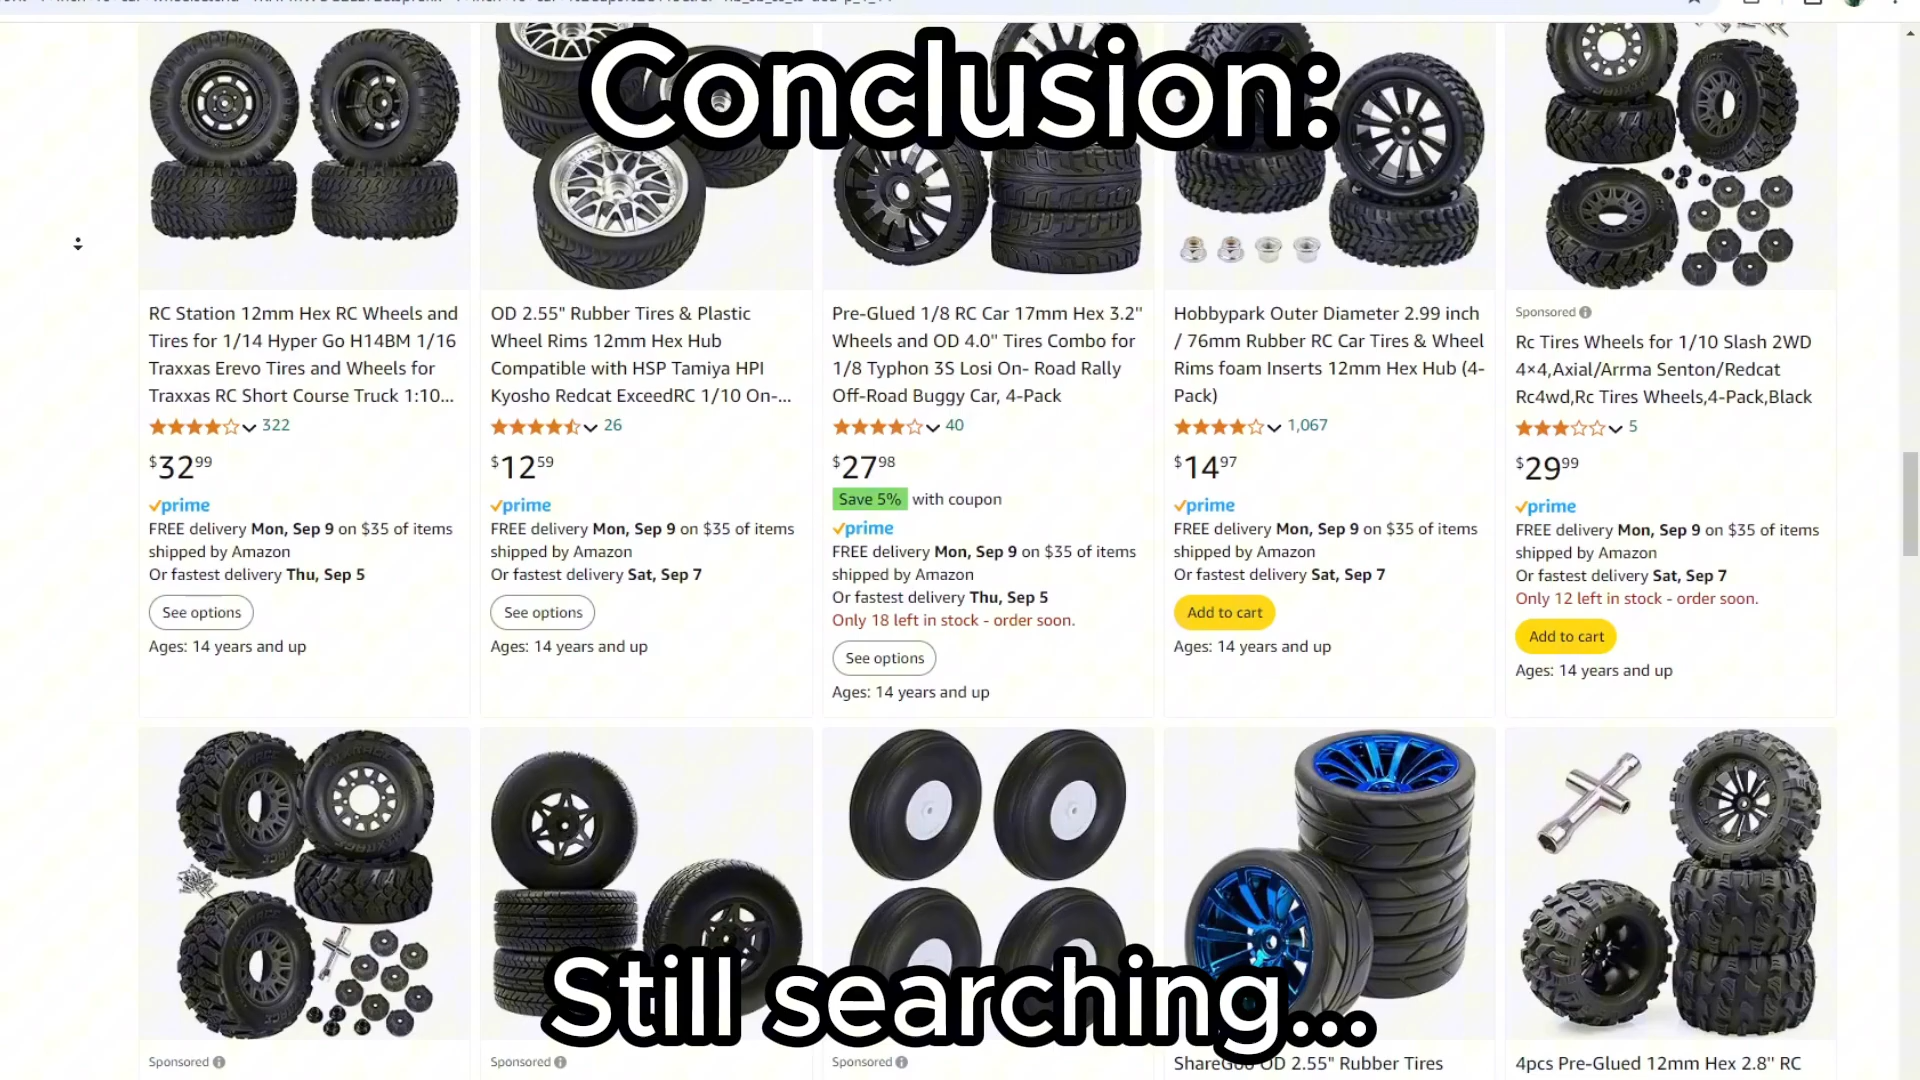 Conclusion:
RC Station 12mm Hex RC Wheels and
Tires for 1/14 Hyper Go H14BM 1/16
Traxxas Erevo Tires and Wheels for
Traxxas RC Short Course Truck 1:10...
322
$32 99
prime
FREE delivery Mon, Sep 9 on $35 of items
shipped by Amazon
Or fastest delivery Thu, Sep 5
See options
Ages: 14 years and up
OD 2.55" Rubber Tires & Plastic
Wheel Rims 12mm Hex Hub
Compatible with HSP Tamiya HPI
Kyosho Redcat ExceedRC 1/10 On-...
26
$12 59
prime
FREE delivery Mon, Sep 9 on $35 of items
shipped by Amazon
Or fastest delivery Sat, Sep 7
See options
Ages: 14 years and up
Pre-Glued 1/8 RC Car 17mm Hex 3.2"
Wheels and OD 4.0" Tires Combo for
1/8 Typhon 3S Losi On- Road Rally
Off-Road Buggy Car, 4-Pack
40
$27 98
Save 5% with coupon
prime
FREE delivery Mon, Sep 9 on $35 of items
shipped by Amazon
Or fastest delivery Thu, Sep 5
Only 18 left in stock - order soon.
See options
Ages: 14 years and up
Hobbypark Outer Diameter 2.99 inch
/ 76mm Rubber RC Car Tires & Wheel
Rims foam Inserts 12mm Hex Hub (4-
Pack)
1,067
$14 97
prime
FREE delivery Mon, Sep 9 on $35 of items
shipped by Amazon
Or fastest delivery Sat, Sep 7
Add to cart
Ages: 14 years and up
Sponsored
Rc Tires Wheels for 1/10 Slash 2WD
4×4,Axial/Arrma Senton/Redcat
Rc4wd,Rc Tires Wheels,4-Pack,Black
5
$29 99
prime
FREE delivery Mon, Sep 9 on $35 of items
shipped by Amazon
Or fastest delivery Sat, Sep 7
Only 12 left in stock - order soon.
Add to cart
Ages: 14 years and up
Still searching...
Sponsored
Sponsored
Sponsored
OD 2.55" Rubber Tires
4pcs Pre-Glued 12mm Hex 2.8" RC